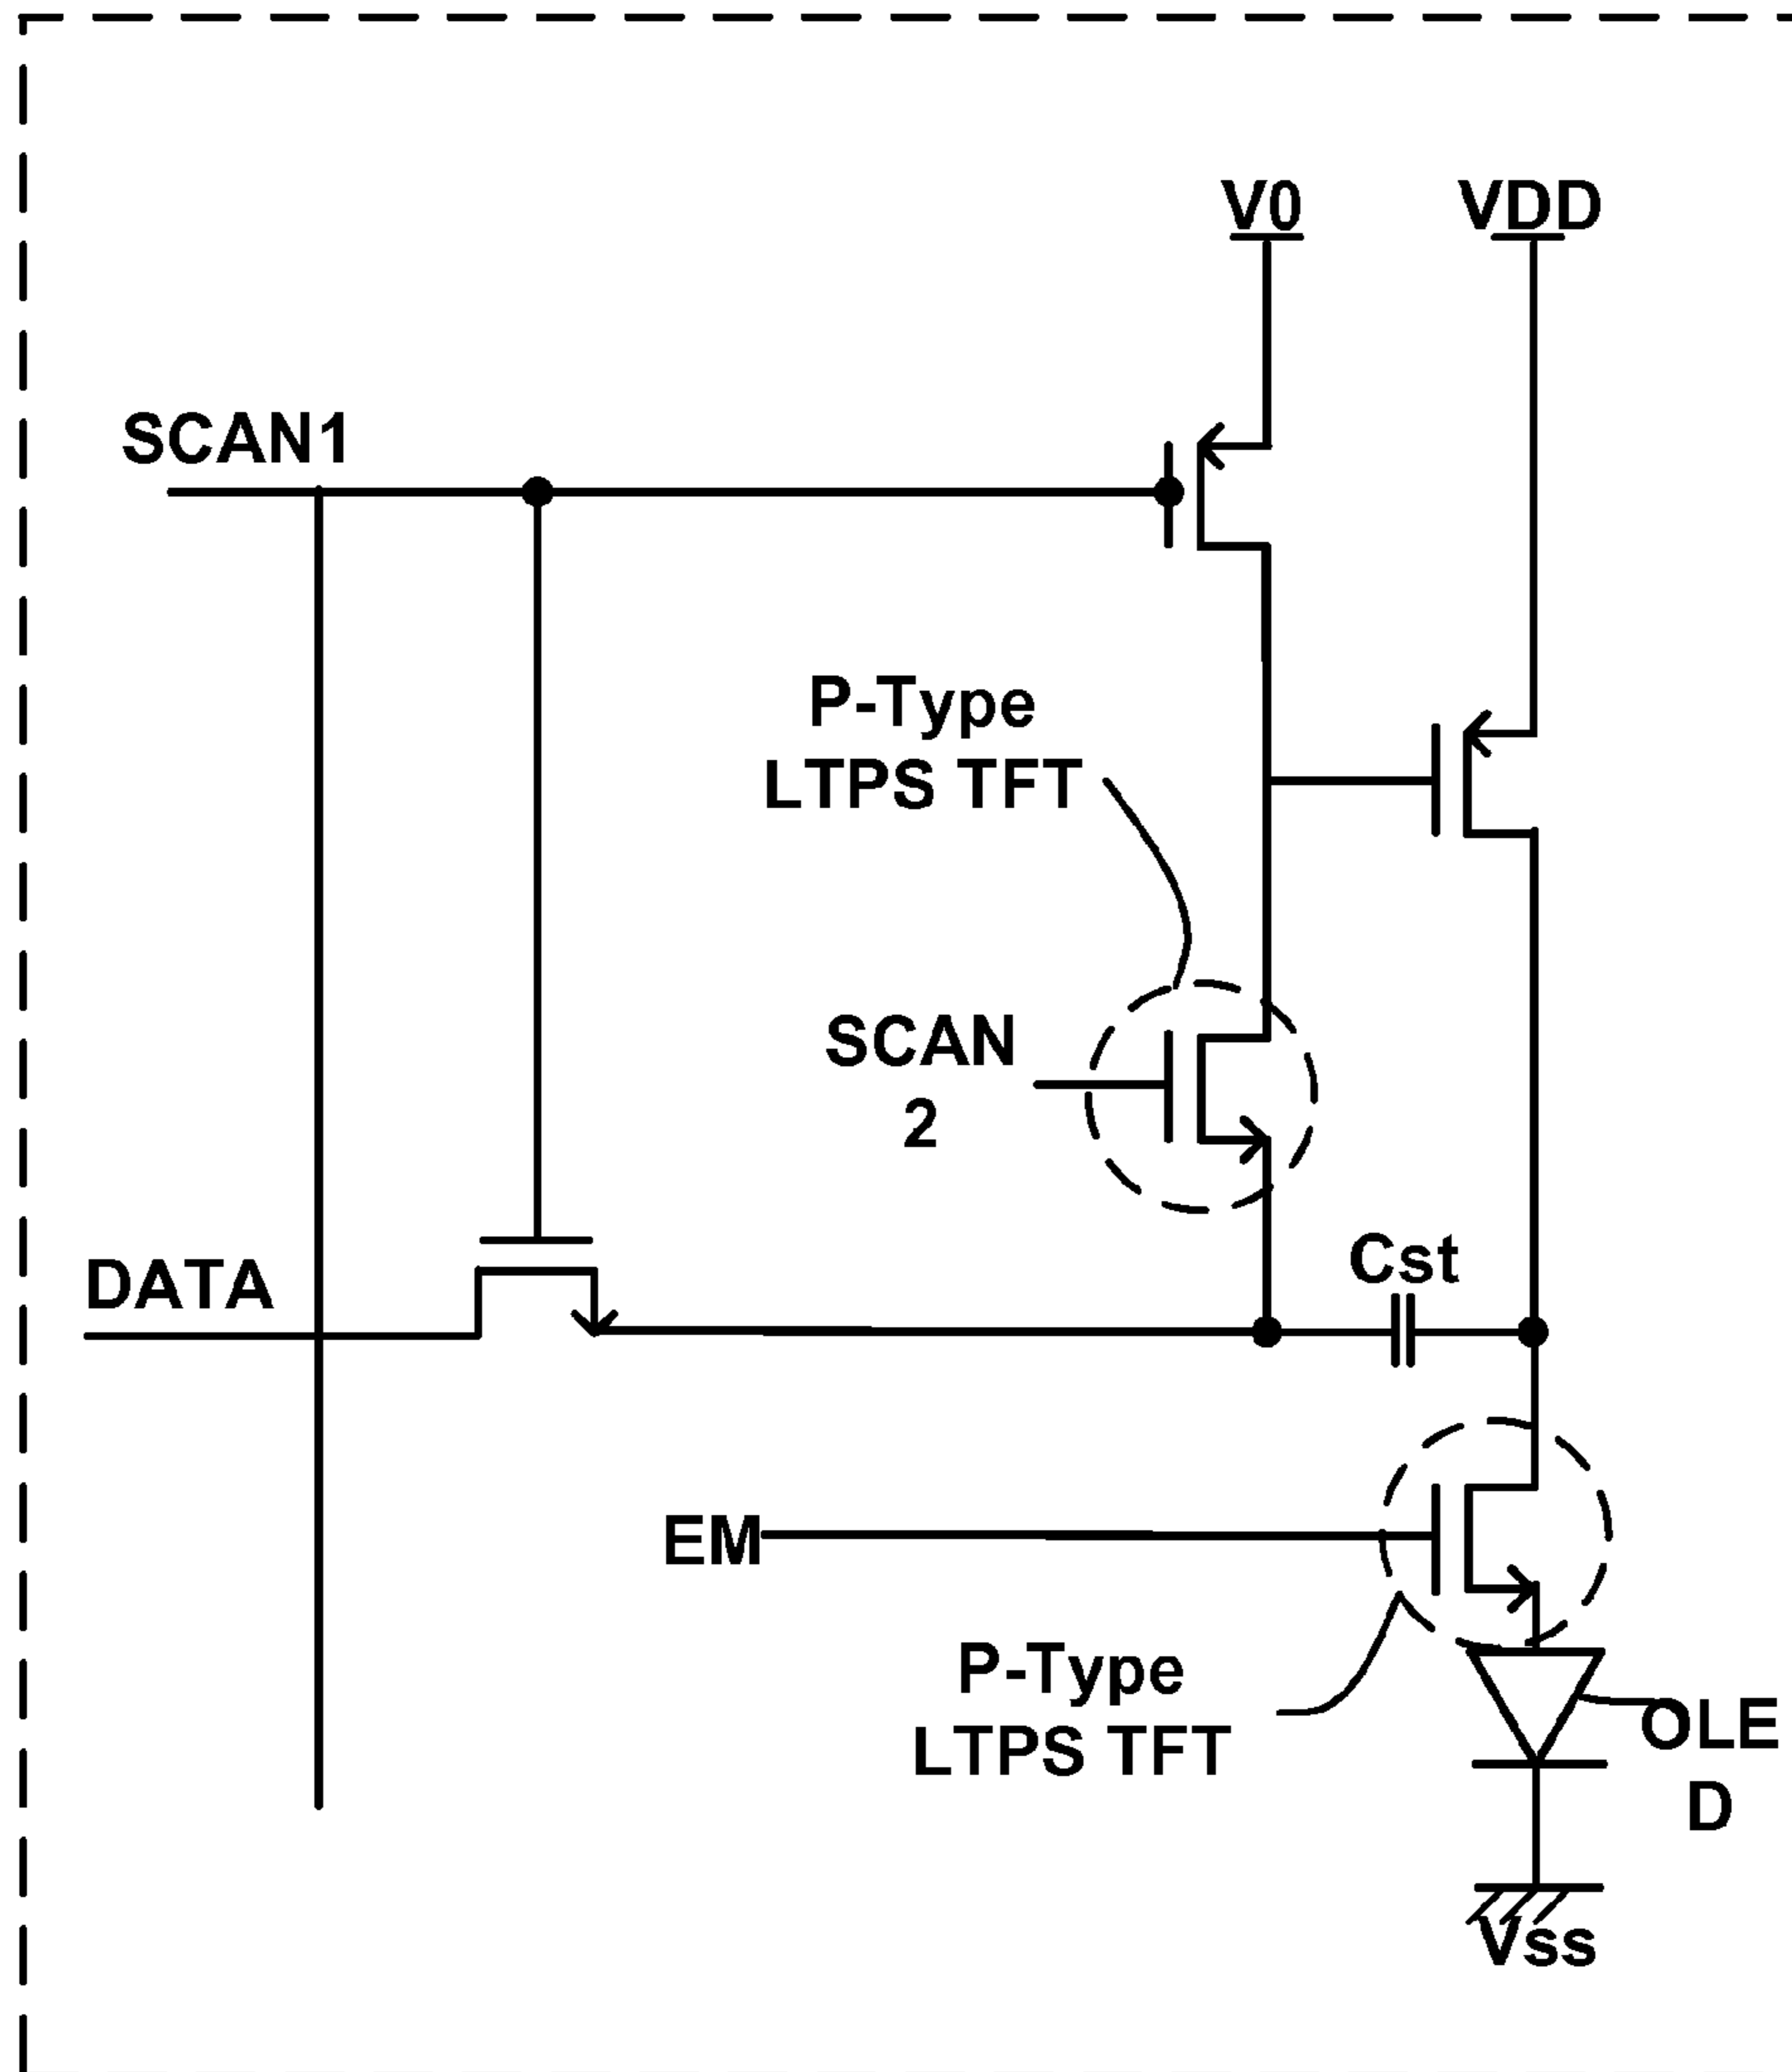 V0
VDD
SCAN1
P-Type
LTPS TFT
SCAN
2
Cst
DATA
EM
P-Type
LTPS TFT
OLE
D
Vss